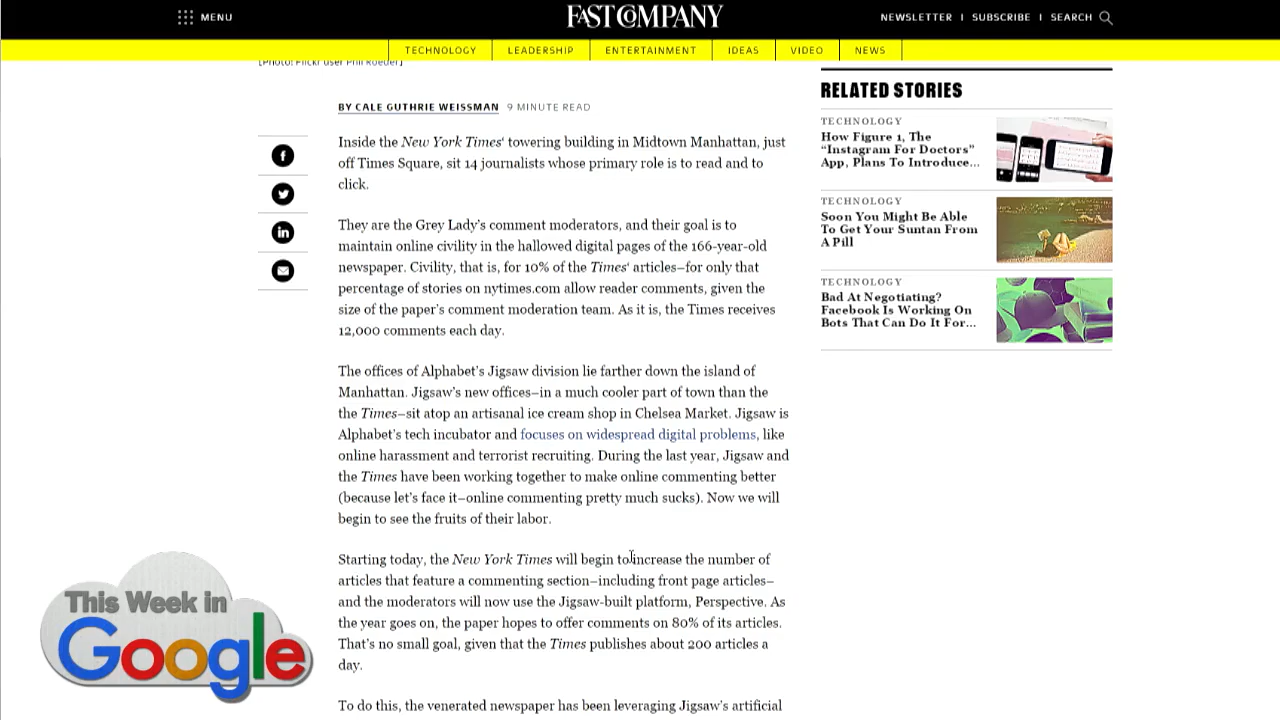 MENU
FAST COMPANY
NEWSLETTER | SUBSCRIBE | SEARCH
TECHNOLOGY
LEADERSHIP
ENTERTAINMENT
IDEAS
VIDEO
NEWS
[Photo: Flickr user Phil Roeder]
BY CALE GUTHRIE WEISSMAN 9 MINUTE READ
Inside the New York Times' towering building in Midtown Manhattan, just
off Times Square, sit 14 journalists whose primary role is to read and to
click.
They are the Grey Lady's comment moderators, and their goal is to
maintain online civility in the hallowed digital pages of the 166-year-old
newspaper. Civility, that is, for 10% of the Times' articles–for only that
percentage of stories on nytimes.com allow reader comments, given the
size of the paper's comment moderation team. As it is, the Times receives
12,000 comments each day.
The offices of Alphabet's Jigsaw division lie farther down the island of
Manhattan. Jigsaw's new offices–in a much cooler part of town than the
the Times–sit atop an artisanal ice cream shop in Chelsea Market. Jigsaw is
Alphabet's tech incubator and focuses on widespread digital problems, like
online harassment and terrorist recruiting. During the last year, Jigsaw and
the Times have been working together to make online commenting better
(because let's face it–online commenting pretty much sucks). Now we will
begin to see the fruits of their labor.
Starting today, the New York Times will begin to increase the number of
articles that feature a commenting section–including front page articles–
and the moderators will now use the Jigsaw-built platform, Perspective. As
the year goes on, the paper hopes to offer comments on 80% of its articles.
That's no small goal, given that the Times publishes about 200 articles a
day.
To do this, the venerated newspaper has been leveraging Jigsaw's artificial
RELATED STORIES
TECHNOLOGY
How Figure 1, The
“Instagram For Doctors”
App, Plans To Introduce...
TECHNOLOGY
Soon You Might Be Able
To Get Your Suntan From
A Pill
TECHNOLOGY
Bad At Negotiating?
Facebook Is Working On
Bots That Can Do It For...
This Week in
Google